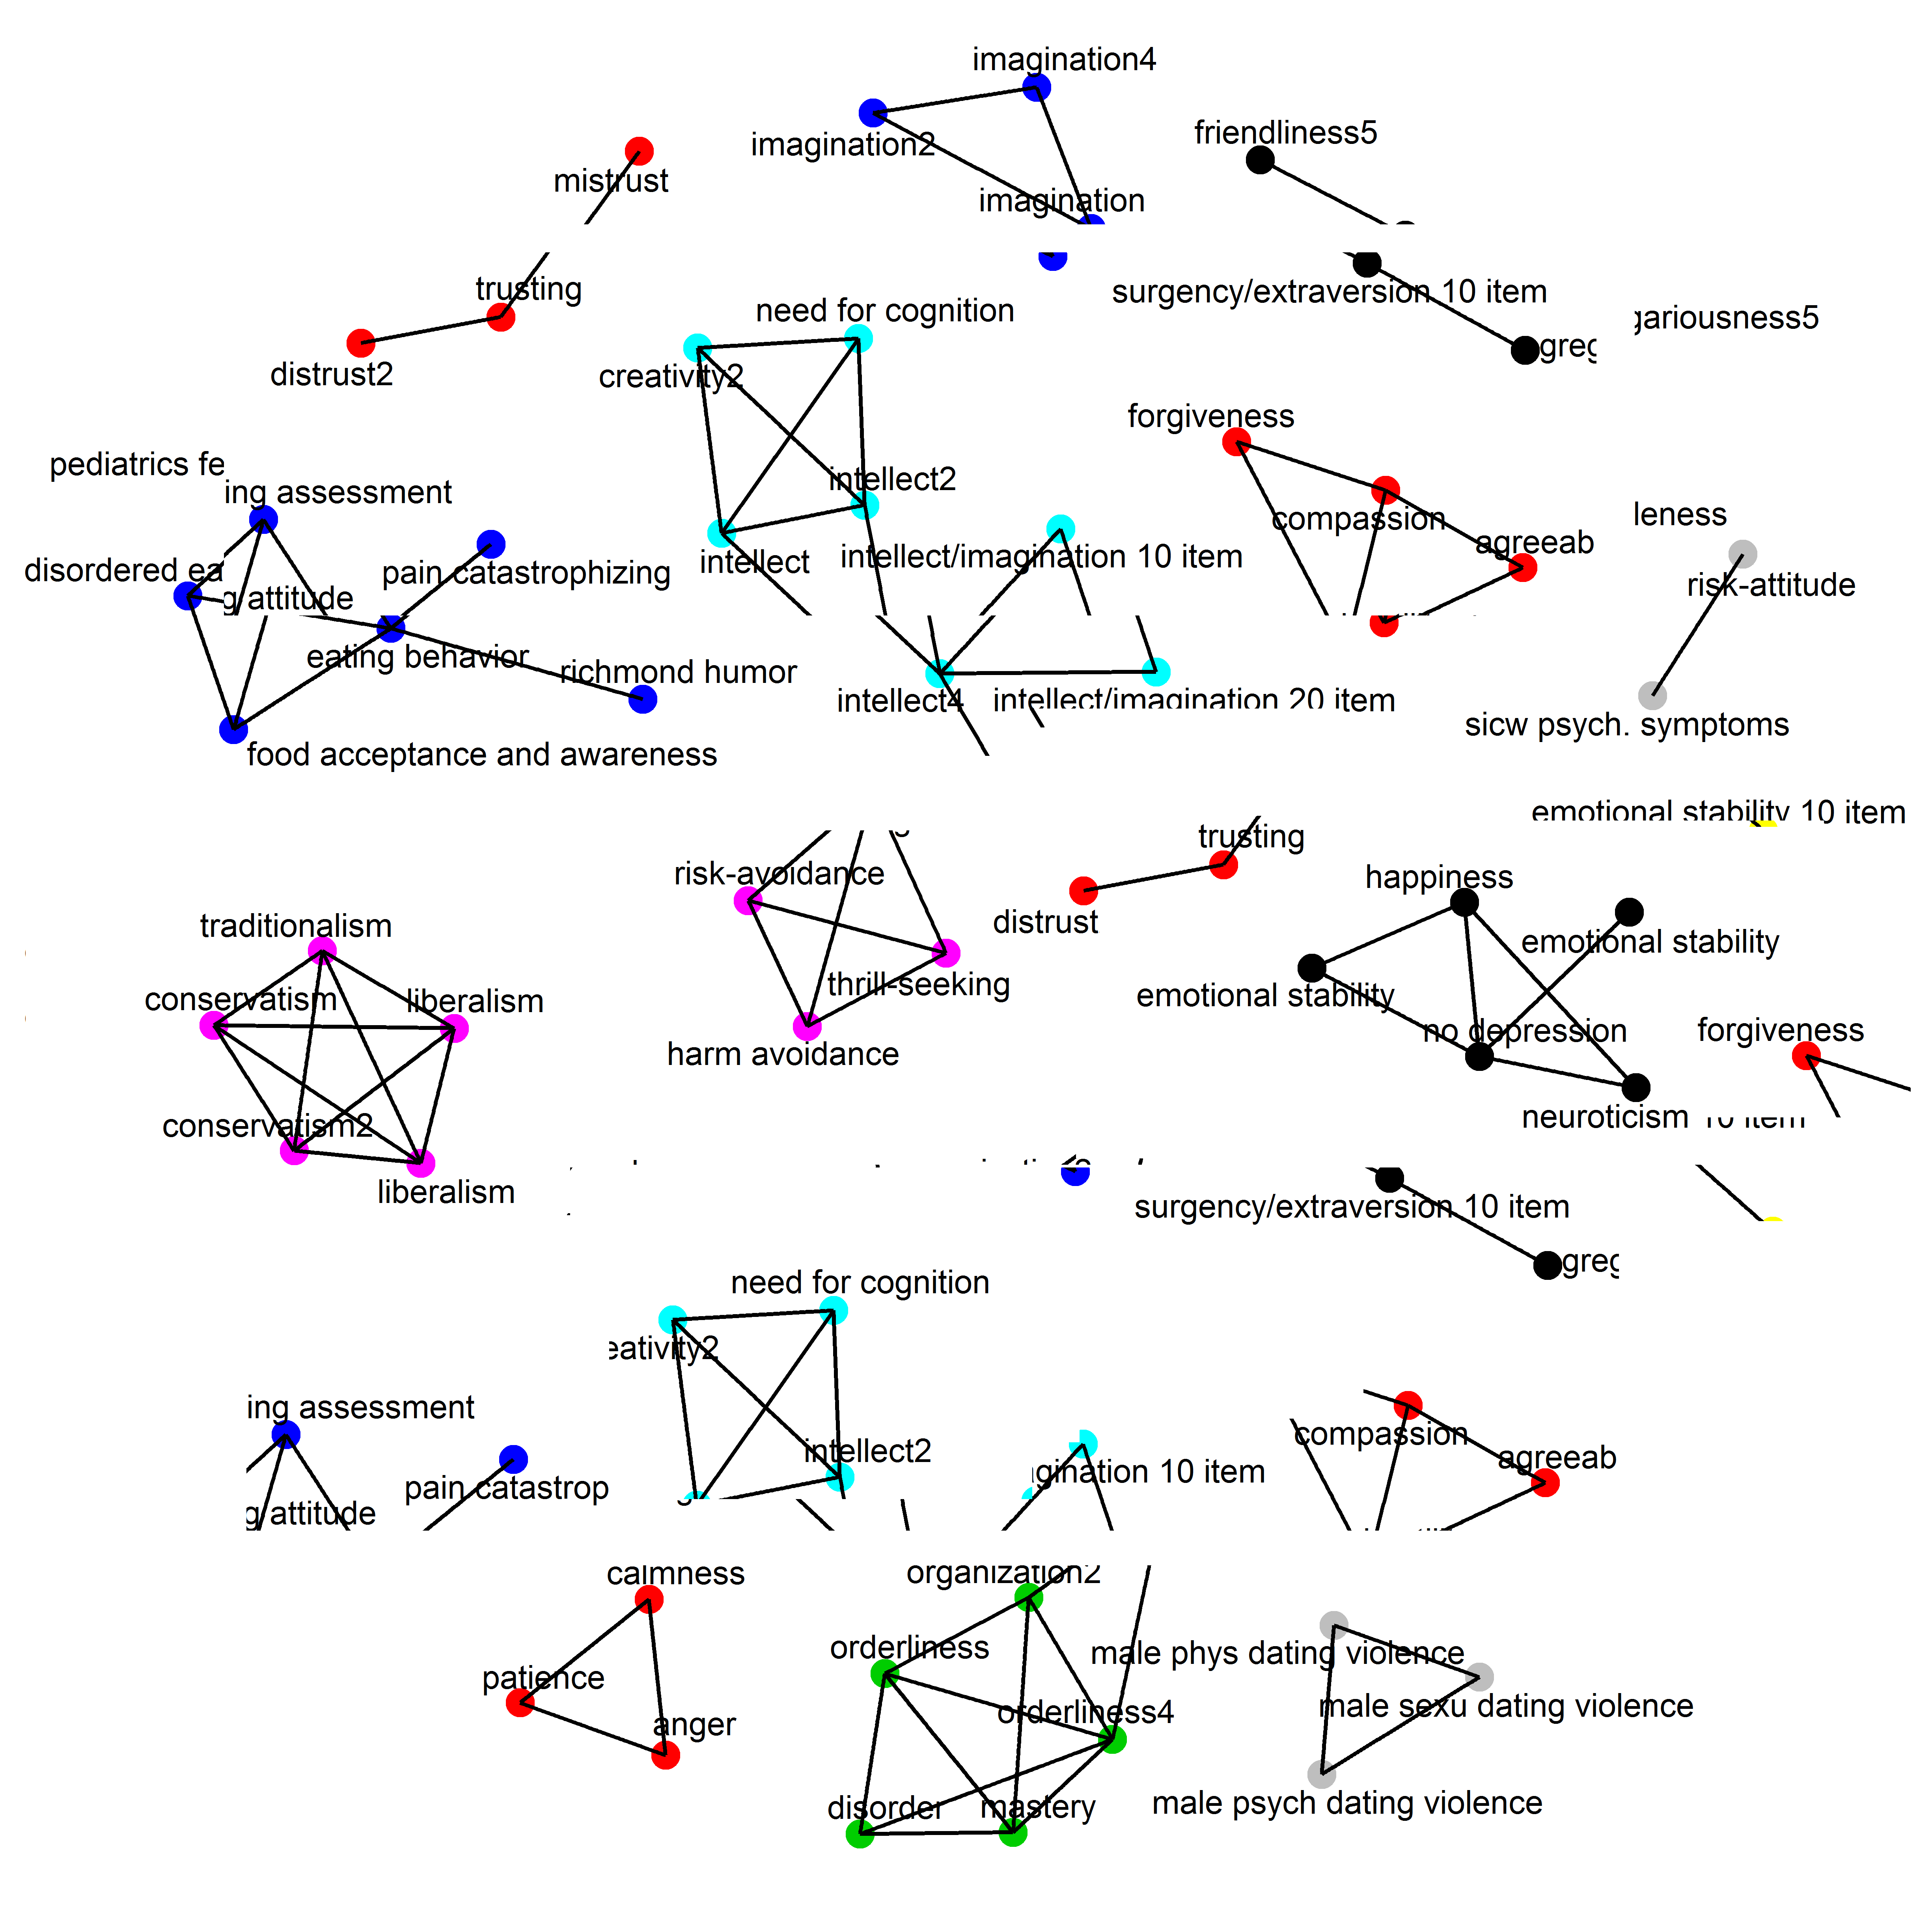 imagination4
friendliness5
imagination2
mistrust
imagination
trusting
surgency/extraversion 10 item
need for cognition
gariousness5
greg
distrust2
creativity2
forgiveness
pediatrics fe
ing assessment
intellect2
compassion
leness
agreeab
intellect
intellect/imagination 10 item
disordered ea
pain catastrophizing
risk-attitude
g attitude
eating behavior
richmond humor
intellect4
intellect/imagination 20 item
sicw psych. symptoms
food acceptance and awareness
emotional stability 10 item
trusting
risk-avoidance
happiness
distrust
traditionalism
emotional stability
thrill-seeking
conservatism
liberalism
emotional stability
no depression
forgiveness
harm avoidance
conservatism2
neuroticism
10 item
liberalism
surgency/extraversion 10 item
greg
need for cognition
eativity2
ing assessment
compassion
intellect2
agreeab
gination 10 item
pain catastrop
g attitude
calmness
organization2
orderliness
male phys dating violence
patience
male sexu dating violence
orderliness4
anger
disorder
mastery
male psych dating violence